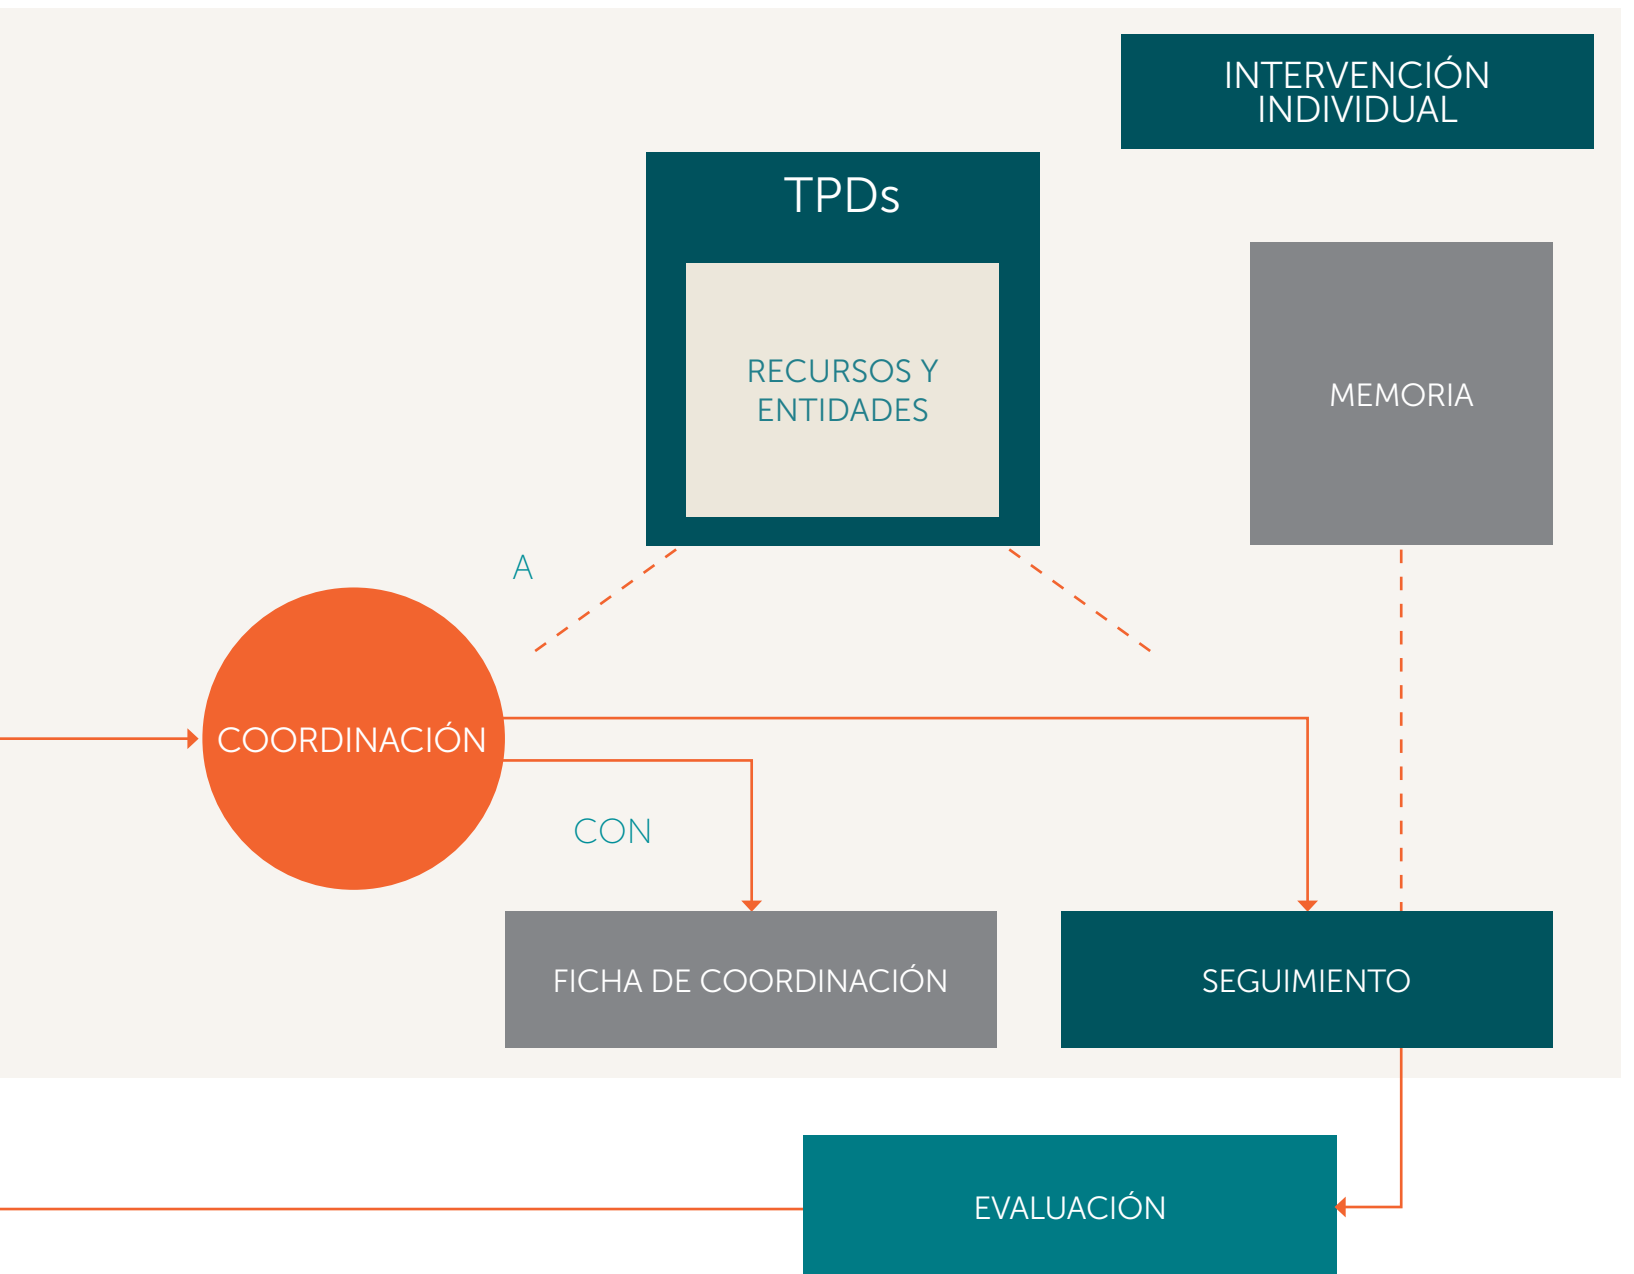 INTERVENCIÓN
INDIVIDUAL
TPDs
RECURSOS Y
ENTIDADES
MEMORIA
A
COORDINACIÓN
CON
FICHA DE COORDINACIÓN
SEGUIMIENTO
EVALUACIÓN